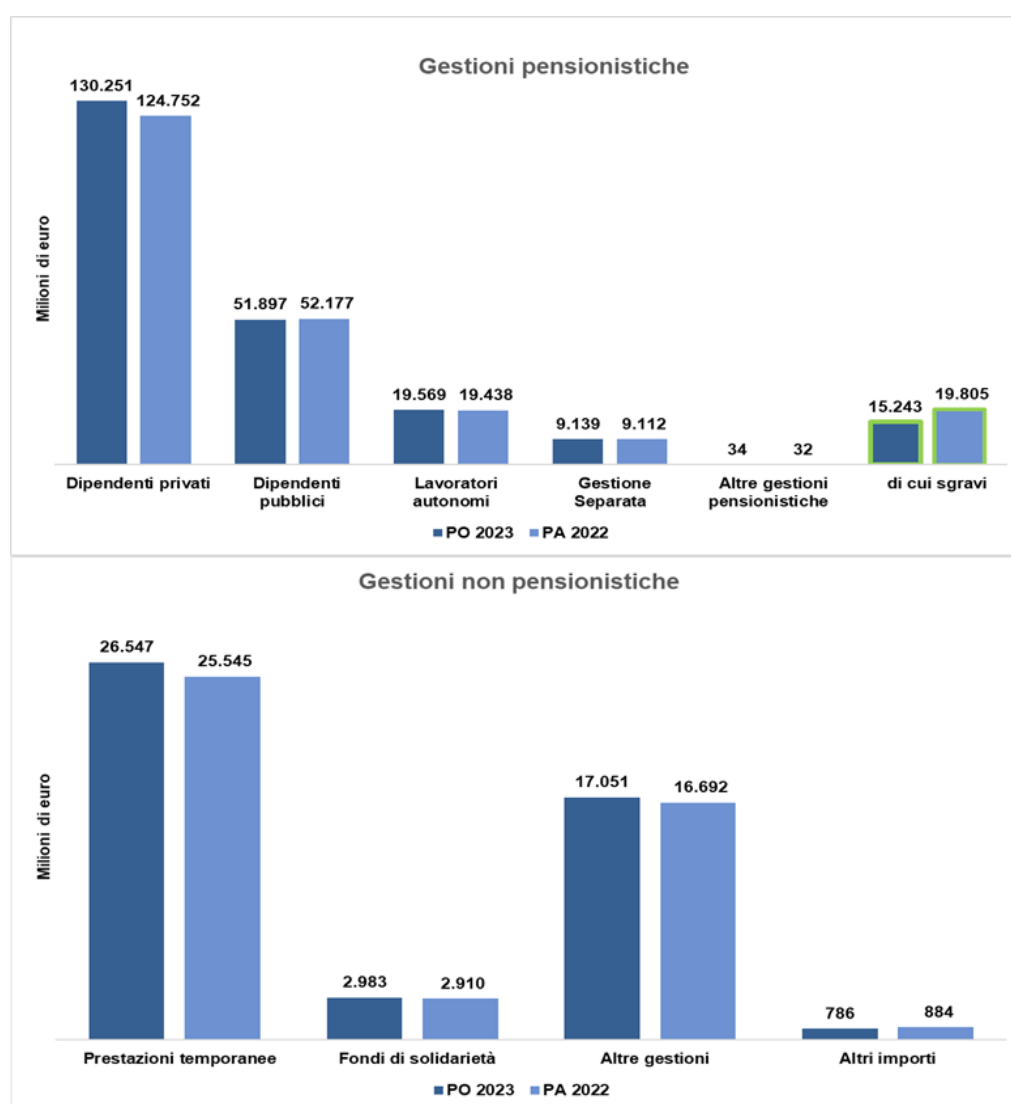 Gestioni pensionistiche
130.251
124.752
51.897
52.177
19.569
19.438
9.139
9.112
34
32
15.243
19.805
Milioni di euro
Dipendenti privati
Dipendenti
pubblici
Lavoratori
autonomi
Gestione
Separata
Altre gestioni
pensionistiche
di cui sgravi
PO 2023
PA 2022
Gestioni non pensionistiche
26.547
25.545
2.983
2.910
17.051
16.692
786
884
Milioni di euro
Prestazioni temporanee
Fondi di solidarietà
Altre gestioni
Altri importi
PO 2023
PA 2022